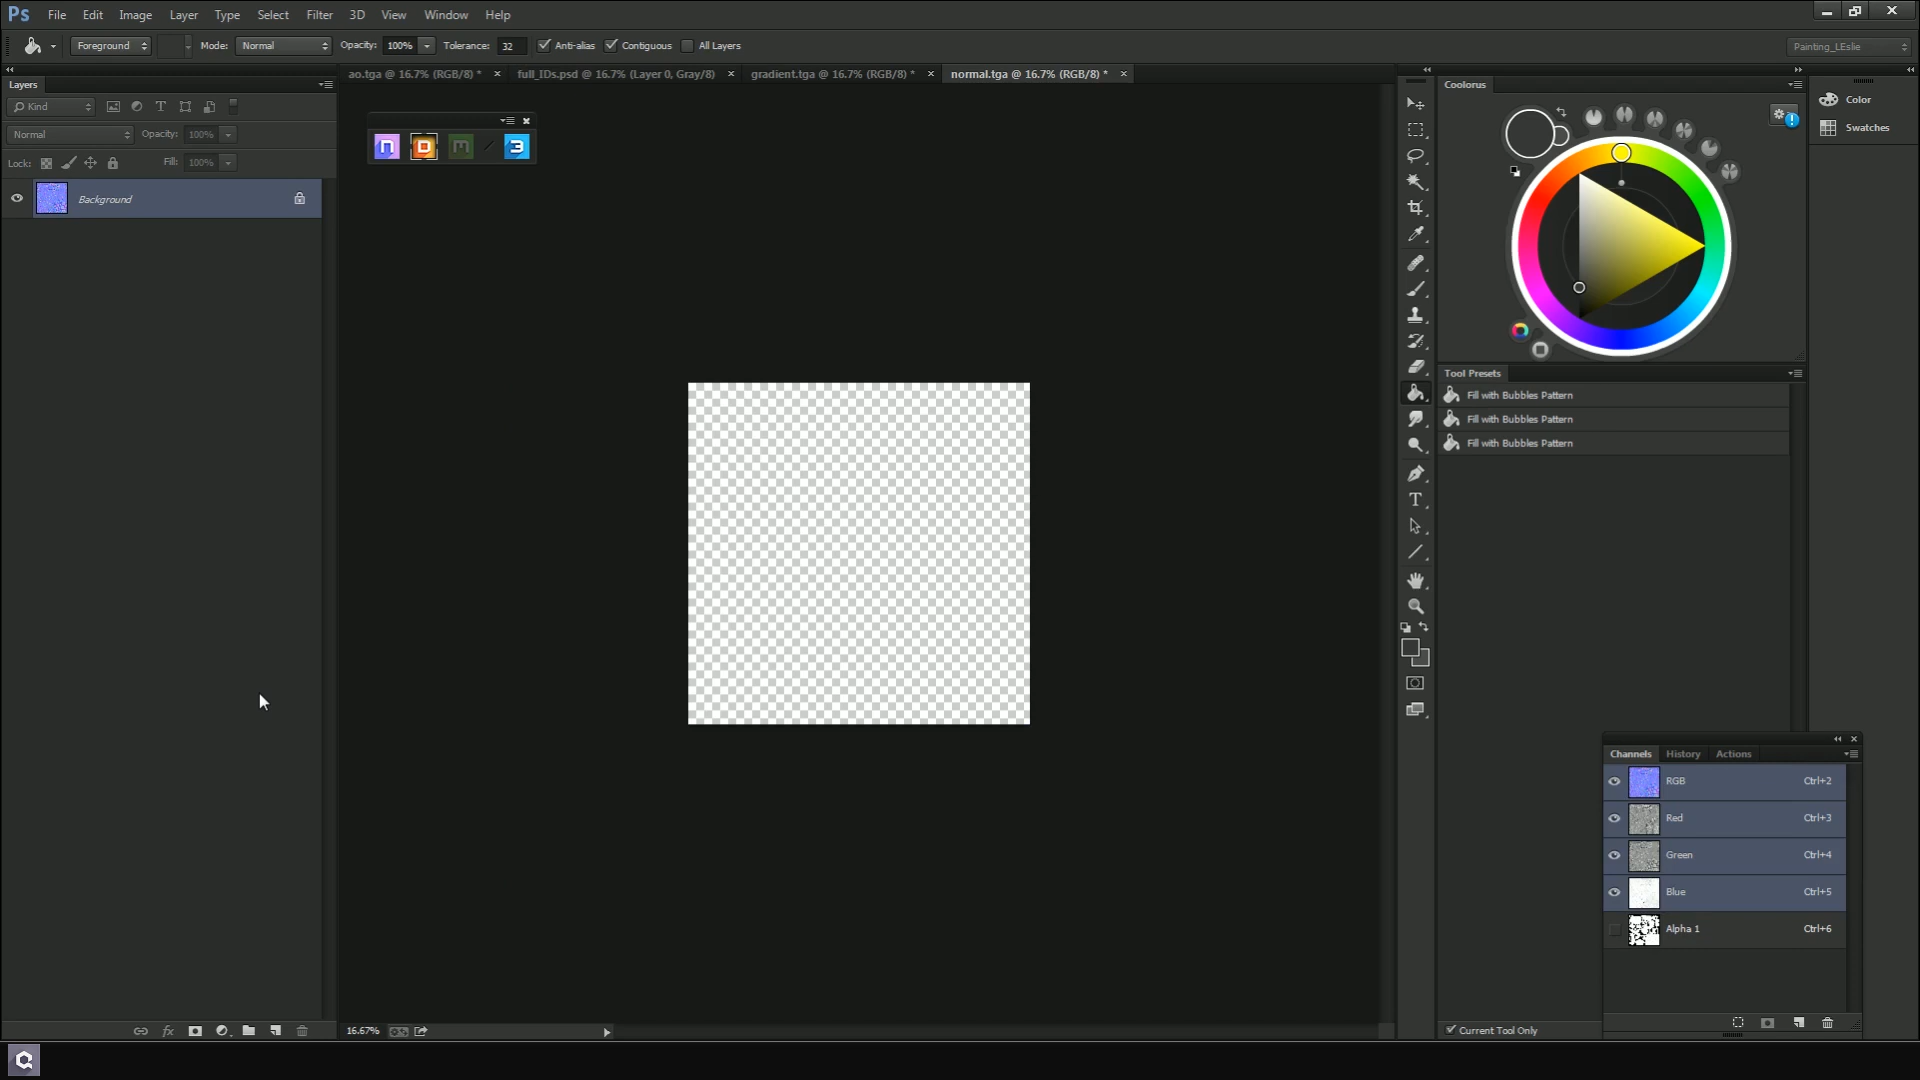 Ps File Edit Image Layer Type Select Filter 3D View Window Help
Foreground Mode: Normal Opacity: 100% Tolerance: 32 Anti-alias Contiguous All Layers Painting_LEslie
Layers
ao.tga @ 16.7% (RGB/8) * full_IDs.psd @ 16.7% (Layer 0, Gray/8) gradient.tga @ 16.7% (RGB/8) * normal.tga @ 16.7% (RGB/8) *
Kind
Normal Opacity: 100%
Lock: Fill: 100%
Background
n D m 3
Coolorus
Color
Swatches
Tool Presets
Fill with Bubbles Pattern
Fill with Bubbles Pattern
Fill with Bubbles Pattern
Channels History Actions
RGB Ctrl+2
Red Ctrl+3
Green Ctrl+4
Blue Ctrl+5
Alpha 1 Ctrl+6
fx
16.67%
Current Tool Only